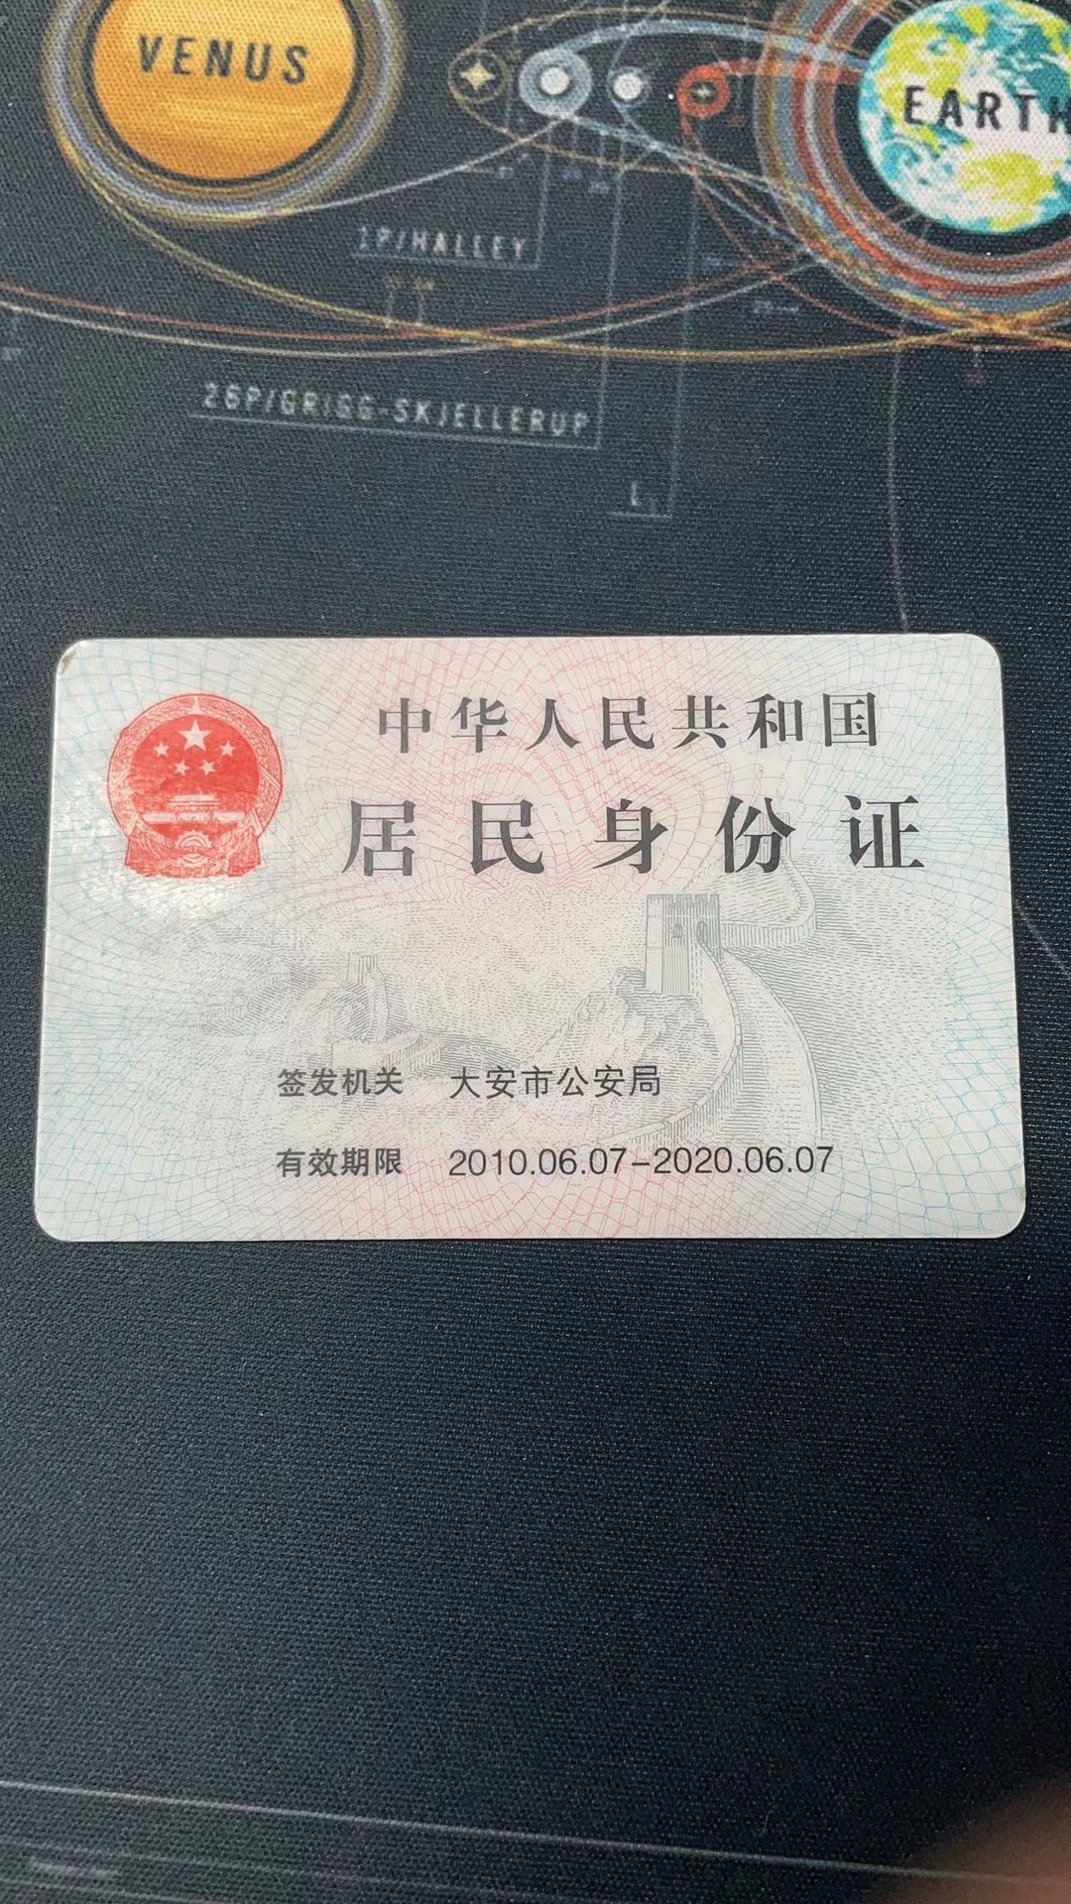 VENUS
EARTH
1P/HALLEY
26P/GRIGG-SKJELLERUP
中华人民共和国
居民身份证
签发机关 大安市公安局
有效期限 2010.06.07-2020.06.07